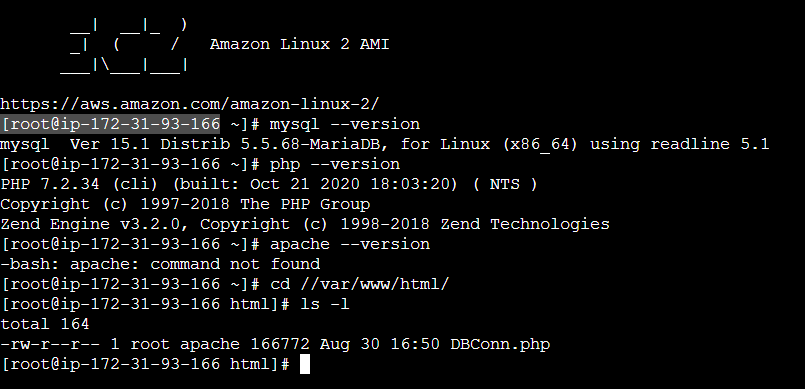 __|  __|_  )
_|  (     /   Amazon Linux 2 AMI
___|\___|___|
https://aws.amazon.com/amazon-linux-2/
[root@ip-172-31-93-166 ~]# mysql --version
mysql  Ver 15.1 Distrib 5.5.68-MariaDB, for Linux (x86_64) using readline 5.1
[root@ip-172-31-93-166 ~]# php --version
PHP 7.2.34 (cli) (built: Oct 21 2020 18:03:20) ( NTS )
Copyright (c) 1997-2018 The PHP Group
Zend Engine v3.2.0, Copyright (c) 1998-2018 Zend Technologies
[root@ip-172-31-93-166 ~]# apache --version
-bash: apache: command not found
[root@ip-172-31-93-166 ~]# cd //var/www/html/
[root@ip-172-31-93-166 html]# ls -l
total 164
-rw-r--r-- 1 root apache 166772 Aug 30 16:50 DBConn.php
[root@ip-172-31-93-166 html]#